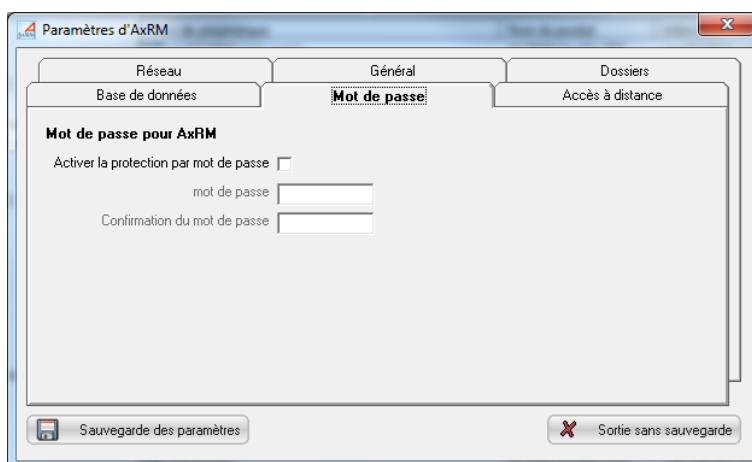 Paramètres d'AxRM
Réseau
Général
Dossiers
Base de données
Mot de passe
Accès à distance
Mot de passe pour AxRM
Activer la protection par mot de passe
mot de passe
Confirmation du mot de passe
Sauvegarde des paramètres
Sortie sans sauvegarde